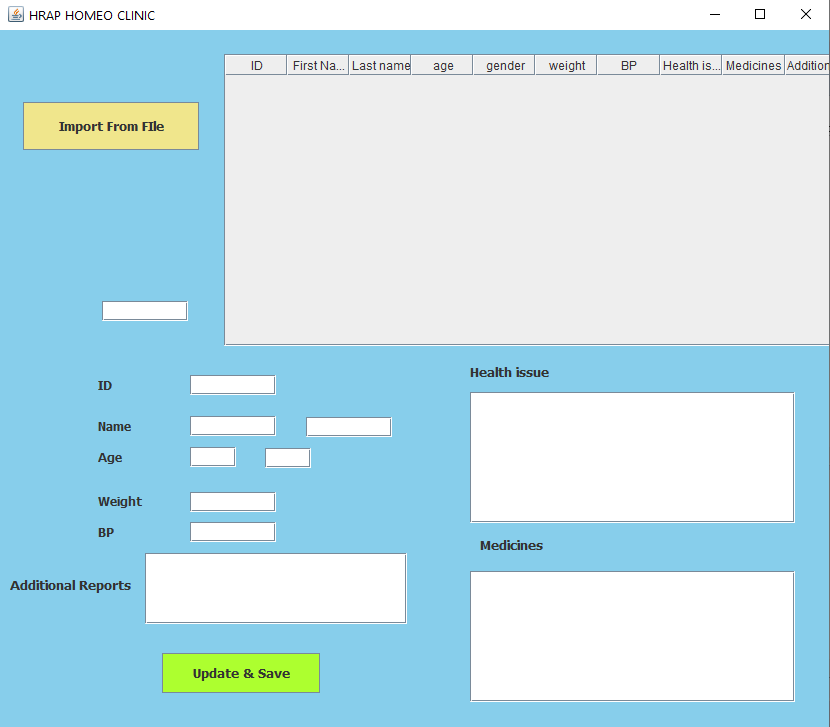 HRAP HOMEO CLINIC
ID First Na... Last name age gender weight BP Health is... Medicines Addition
Import From FIle
Health issue
ID
Name
Age
Weight
BP
Medicines
Additional Reports
Update & Save